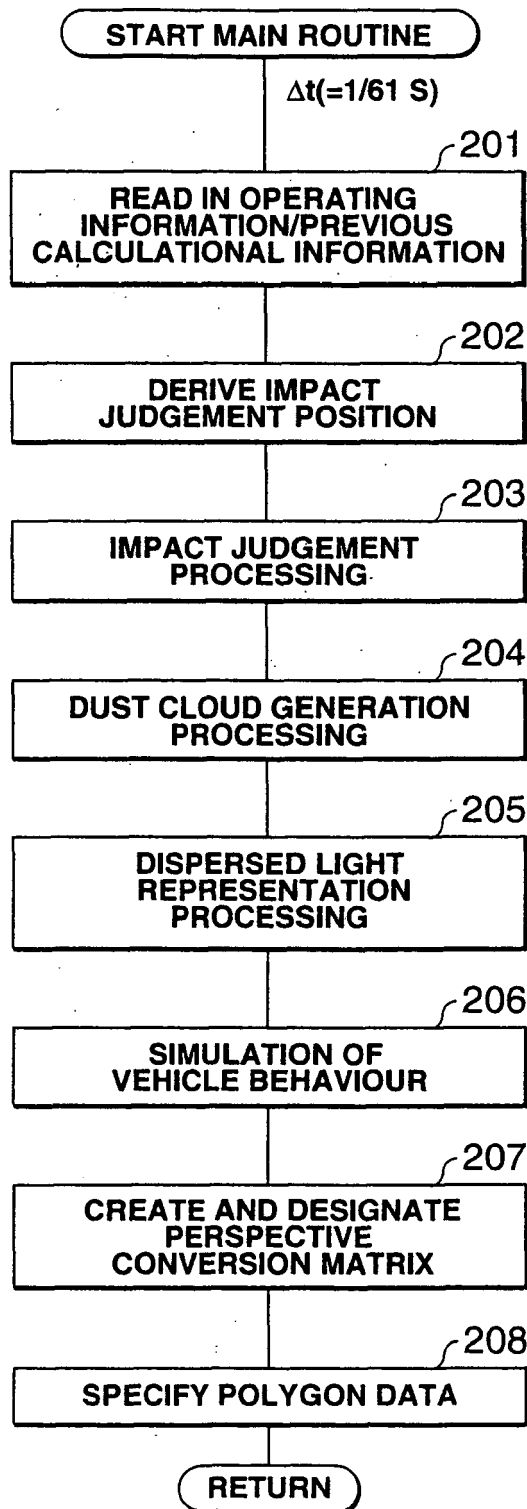 START MAIN ROUTINE
Δt(=1/61 S)
201
READ IN OPERATING
INFORMATION/PREVIOUS
CALCULATIONAL INFORMATION
202
DERIVE IMPACT
JUDGEMENT POSITION
203
IMPACT JUDGEMENT
PROCESSING
204
DUST CLOUD GENERATION
PROCESSING
205
DISPERSED LIGHT
REPRESENTATION
PROCESSING
206
SIMULATION OF
VEHICLE BEHAVIOUR
207
CREATE AND DESIGNATE
PERSPECTIVE
CONVERSION MATRIX
208
SPECIFY POLYGON DATA
RETURN